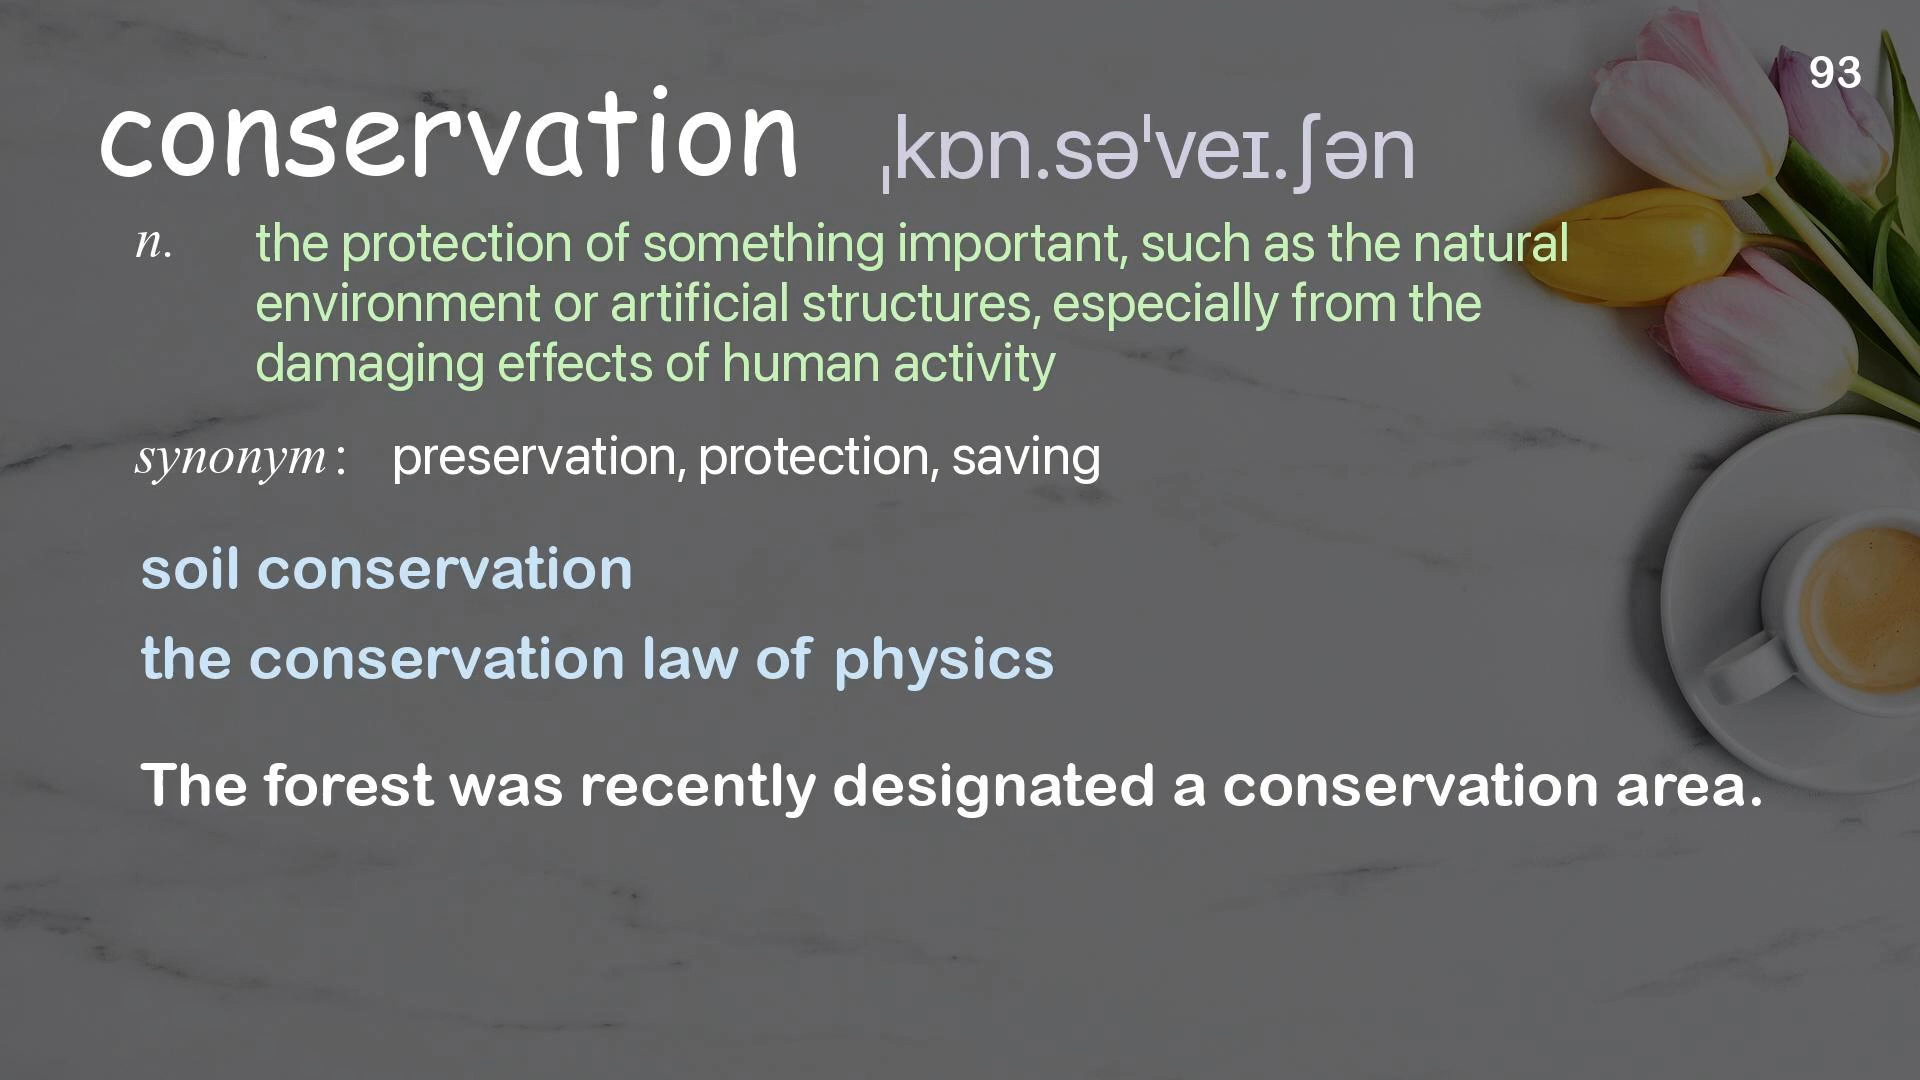 93
conservation ˌkɒn.səˈveɪ.ʃən
n. the protection of something important, such as the natural
environment or artificial structures, especially from the
damaging effects of human activity
synonym: preservation, protection, saving
soil conservation
the conservation law of physics
The forest was recently designated a conservation area.